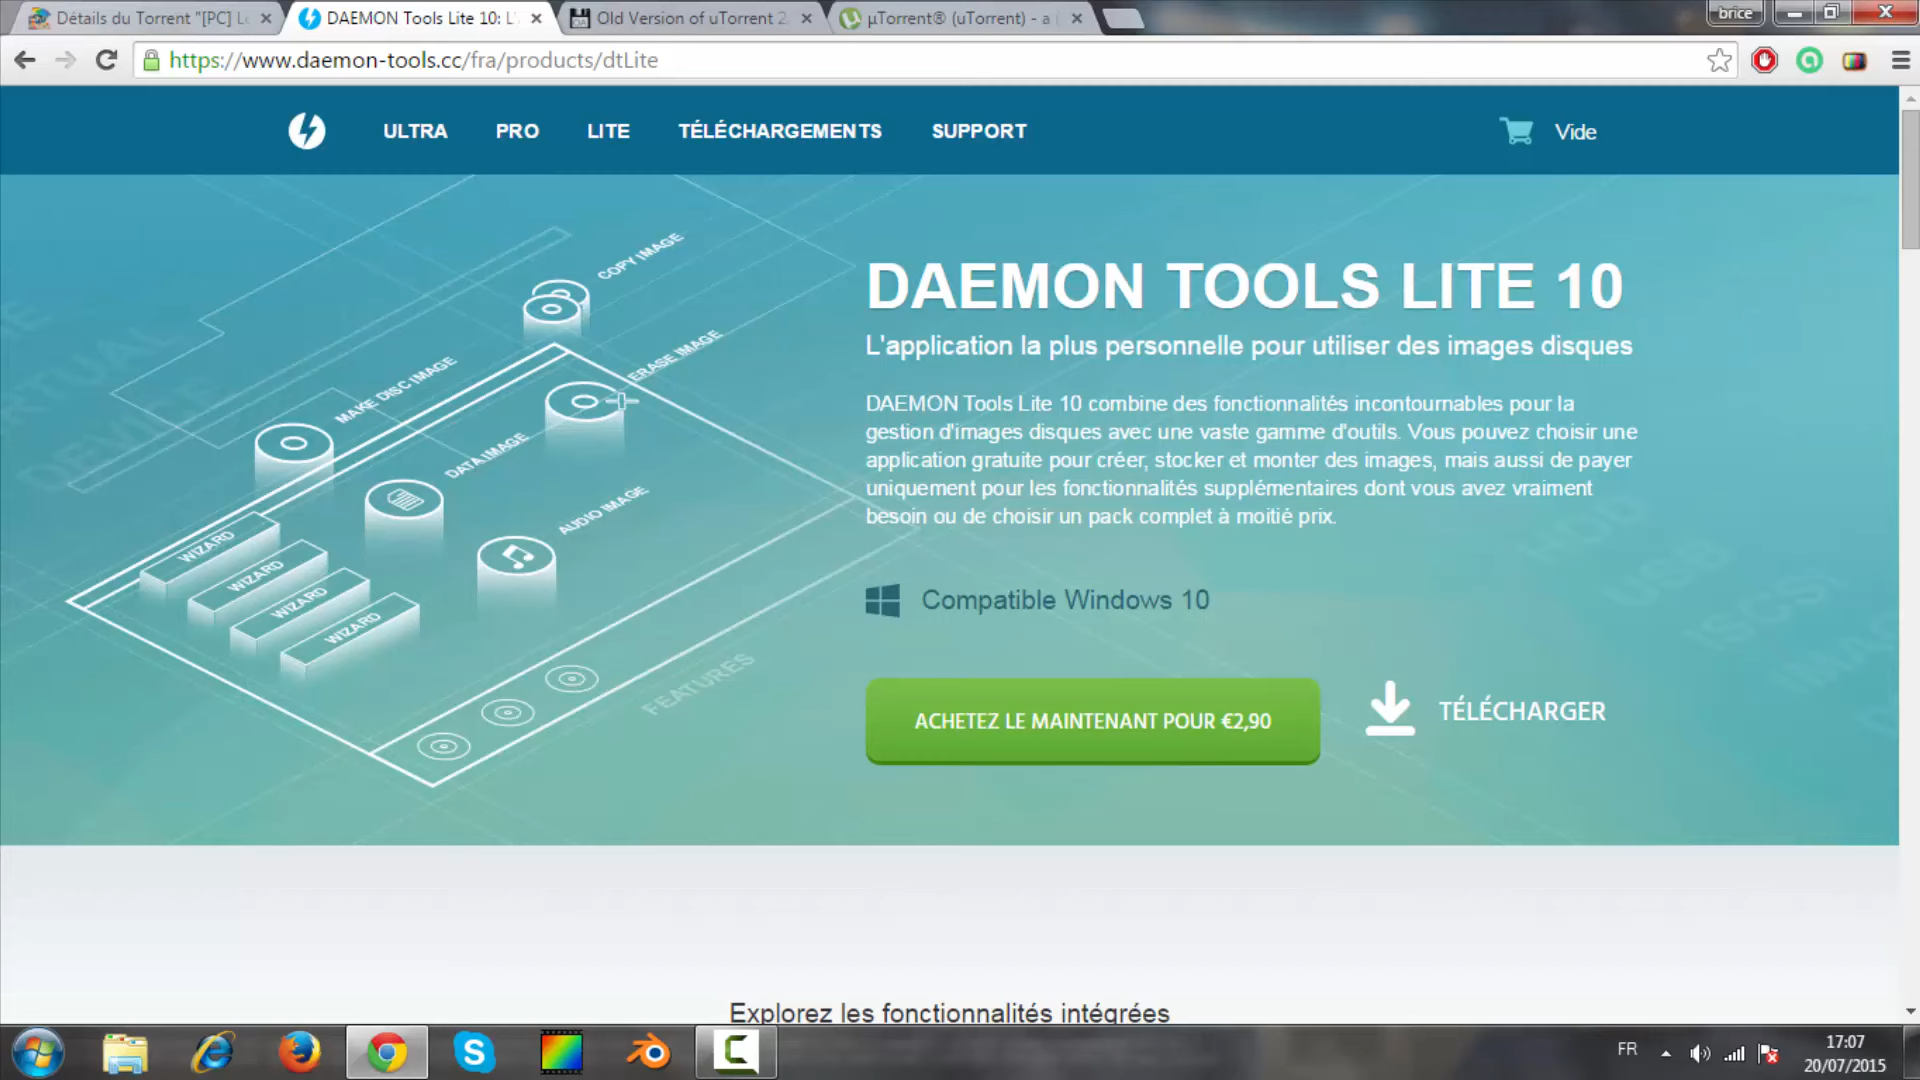 Détails du Torrent "[PC] Le
DAEMON Tools Lite 10: L'
Old Version of uTorrent 2
µTorrent® (uTorrent) - a
brice
https://www.daemon-tools.cc/fra/products/dtLite
ULTRA
PRO
LITE
TÉLÉCHARGEMENTS
SUPPORT
Vide
COPY IMAGE
ERASE IMAGE
MAKE DISC IMAGE
DATA IMAGE
AUDIO IMAGE
WIZARD
WIZARD
WIZARD
WIZARD
FEATURES
VIRTUAL
DEVICE
HDD
USB
ISCSI
DAEMON TOOLS LITE 10
L'application la plus personnelle pour utiliser des images disques
DAEMON Tools Lite 10 combine des fonctionnalités incontournables pour la
gestion d'images disques avec une vaste gamme d'outils. Vous pouvez choisir une
application gratuite pour créer, stocker et monter des images, mais aussi de payer
uniquement pour les fonctionnalités supplémentaires dont vous avez vraiment
besoin ou de choisir un pack complet à moitié prix.
Compatible Windows 10
ACHETEZ LE MAINTENANT POUR €2,90
TÉLÉCHARGER
Explorez les fonctionnalités intégrées
FR
17:07
20/07/2015